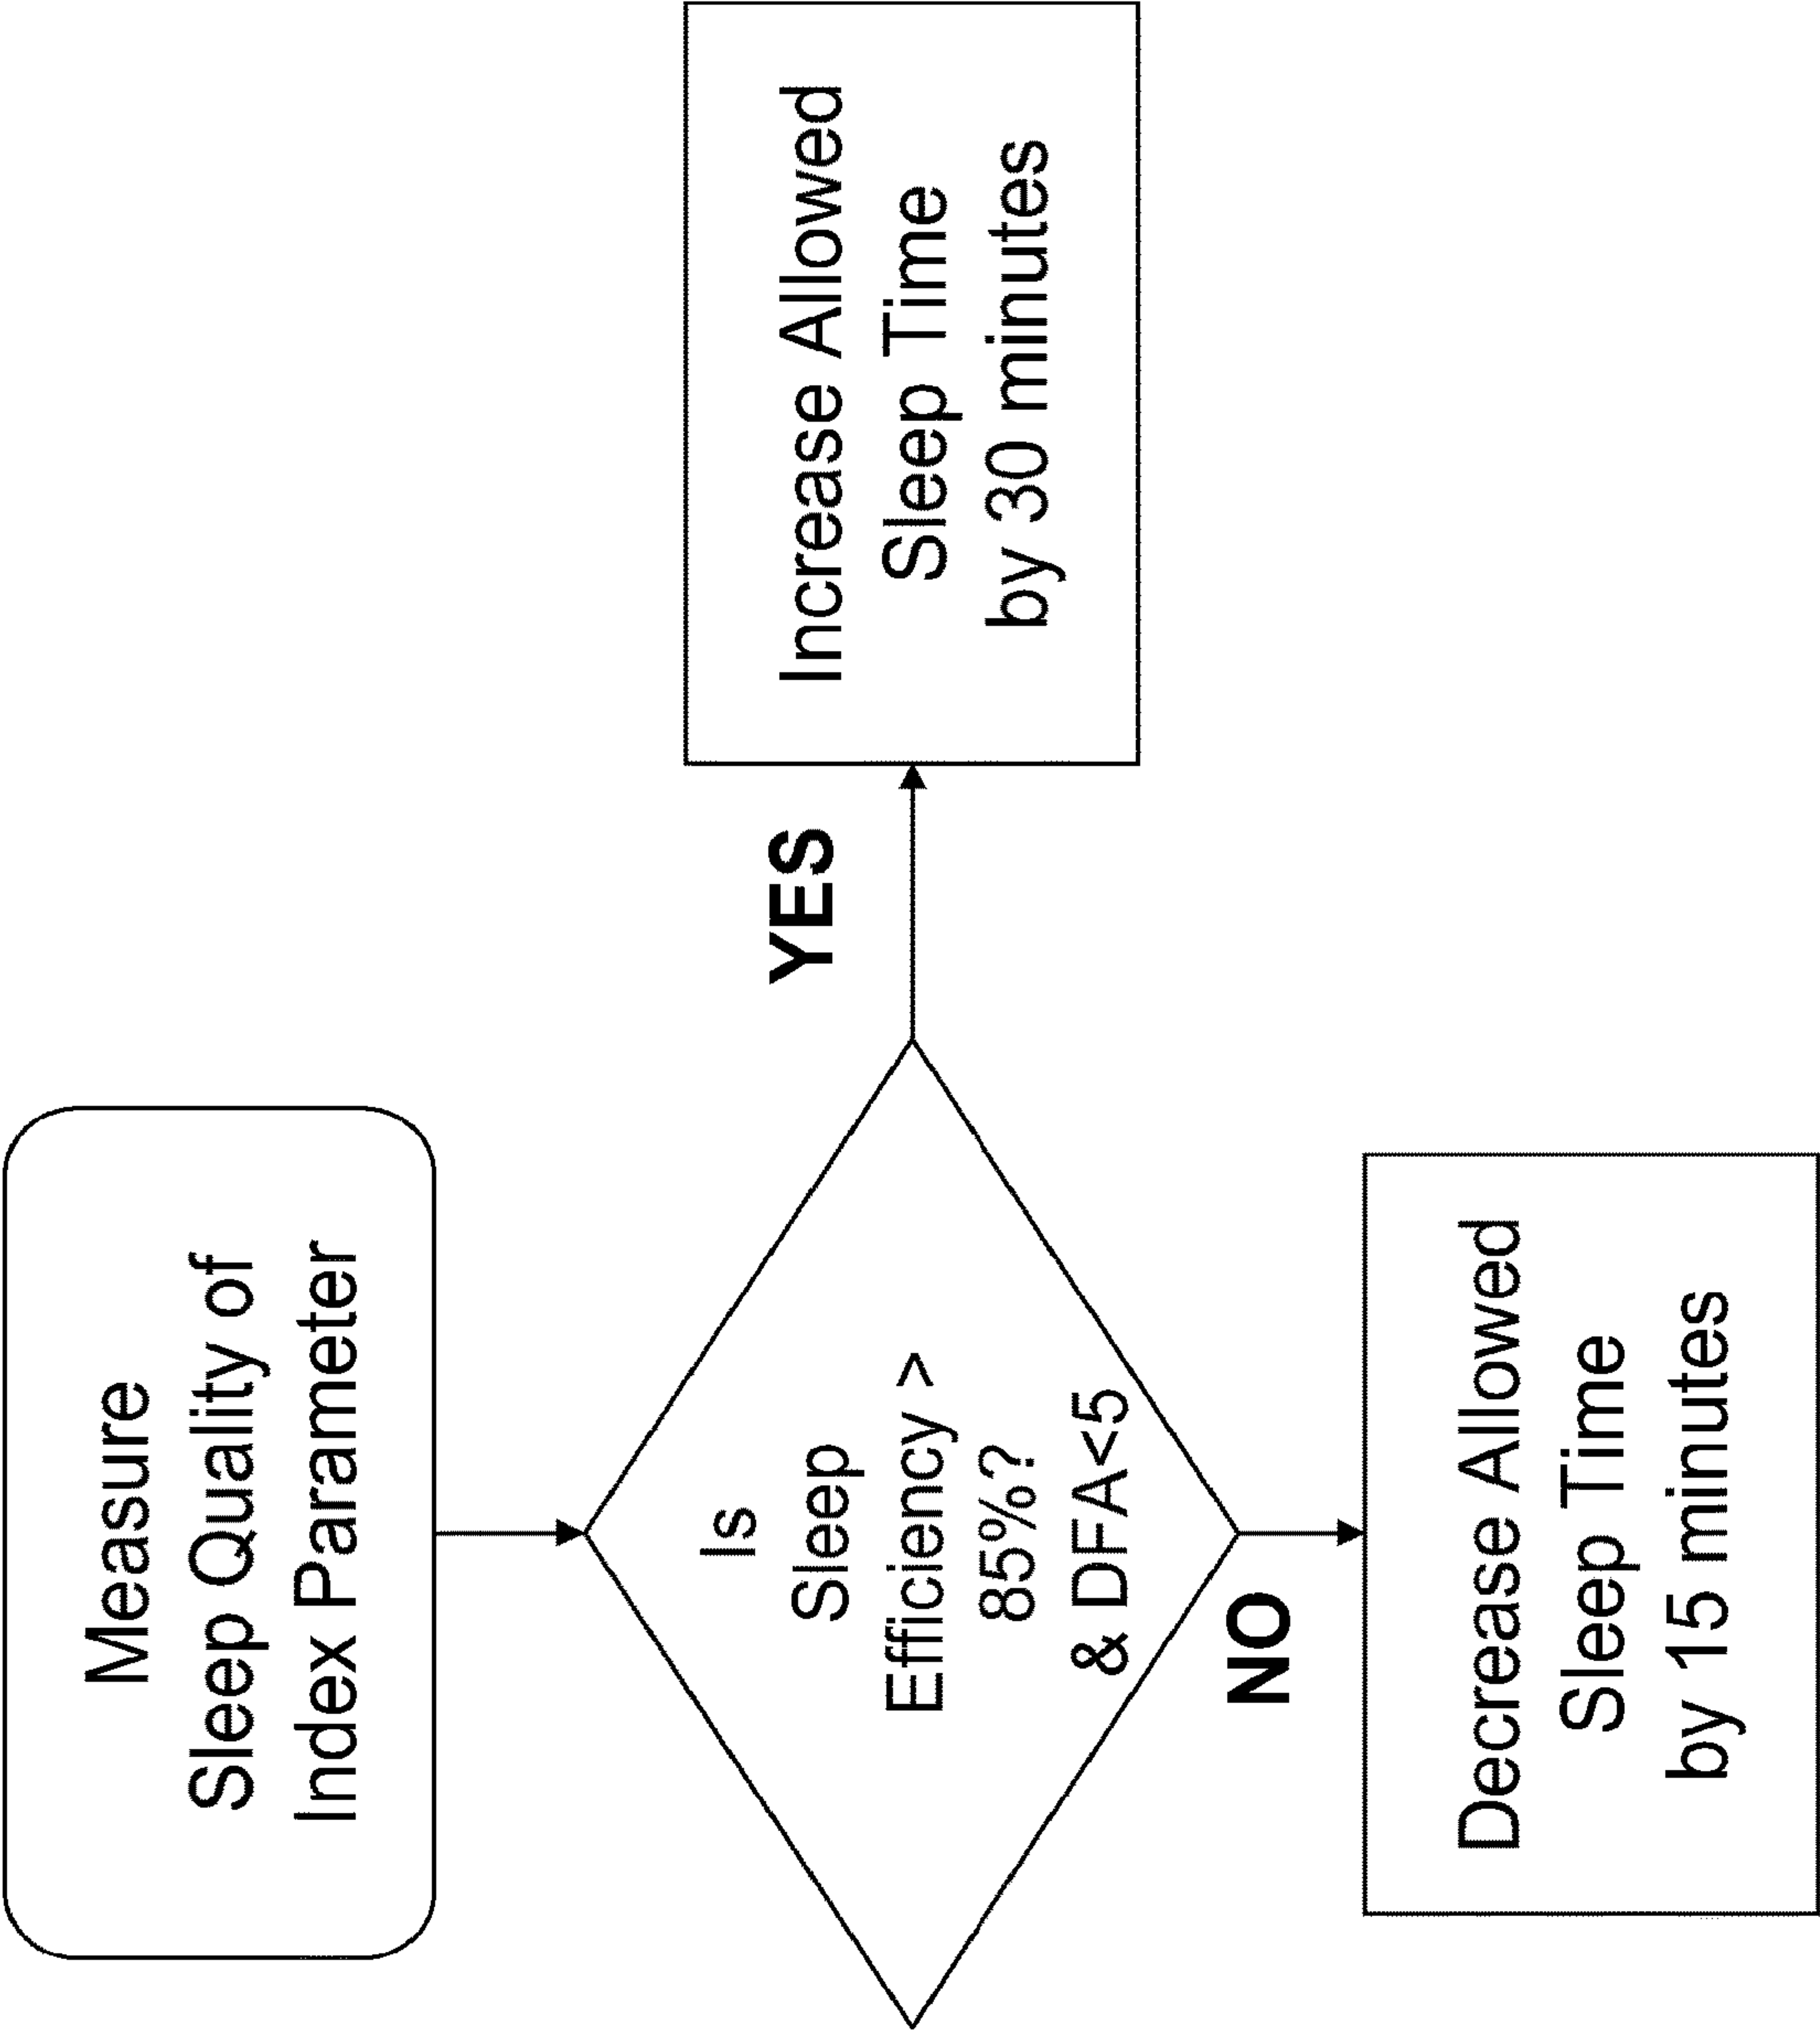 Measure
Sleep Quality of
Index Parameter
Is
Sleep
Efficiency >
85%?
& DFA<5
YES
Increase Allowed
Sleep Time
by 30 minutes
NO
Decrease Allowed
Sleep Time
by 15 minutes